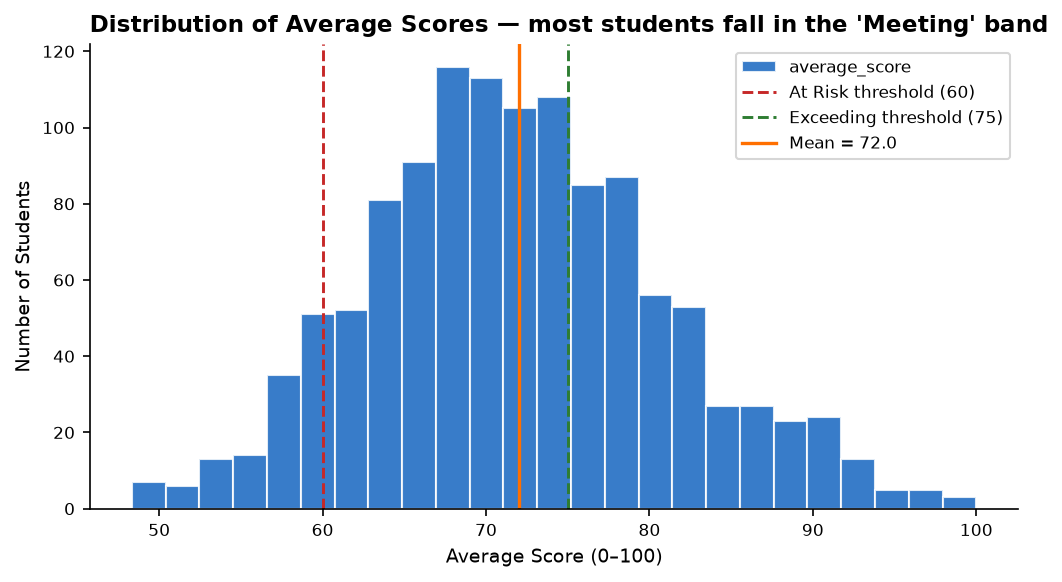 Distribution of Average Scores — most students fall in the 'Meeting' band
120
100
80
60
40
20
0
Number of Students
average_score
At Risk threshold (60)
Exceeding threshold (75)
Mean = 72.0
50
60
70
80
90
100
Average Score (0–100)